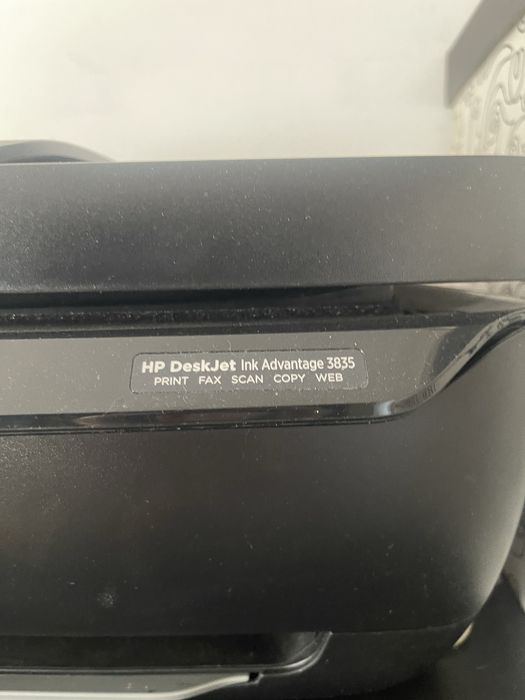 HP DeskJet Ink Advantage 3835
PRINT FAX SCAN COPY WEB